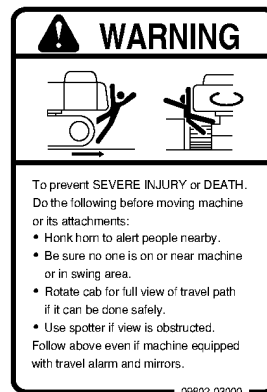 WARNING
To prevent SEVERE INJURY or DEATH.
Do the following before moving machine
or its attachments:
• Honk horn to alert people nearby.
• Be sure no one is on or near machine
or in swing area.
• Rotate cab for full view of travel path
if it can be done safely.
• Use spotter if view is obstructed.
Follow above even if machine equipped
with travel alarm and mirrors.
09802-03000